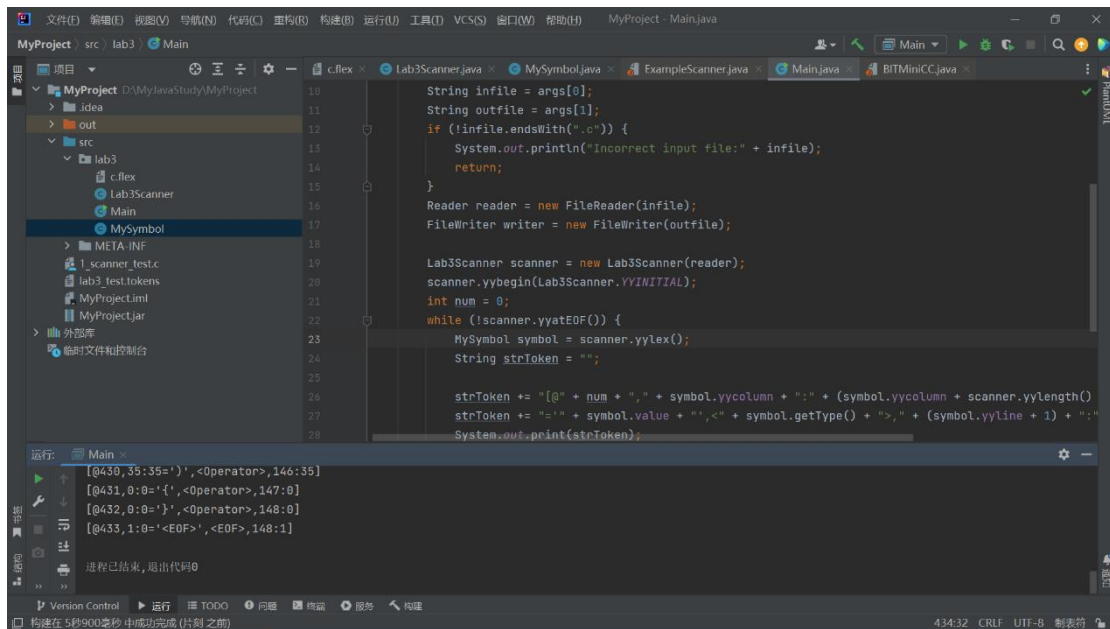 文件(F) 编辑(E) 视图(V) 导航(N) 代码(C) 重构(R) 构建(B) 运行(U) 工具(T) VCS(S) 窗口(W) 帮助(H) MyProject - Main.java
MyProject src lab3 Main
Main
项目
c.flex Lab3Scanner.java MySymbol.java ExampleScanner.java Main.java BITMiniCC.java
PlantUML
MyProject D:\MyJavaStudy\MyProject
.idea
out
src
lab3
c.flex
Lab3Scanner
Main
MySymbol
META-INF
1_scanner_test.c
lab3_test.tokens
MyProject.iml
MyProject.jar
外部库
临时文件和控制台
10 String infile = args[0];
11 String outfile = args[1];
12 if (!infile.endsWith(".c")) {
13 System.out.println("Incorrect input file:" + infile);
14 return;
15 }
16 Reader reader = new FileReader(infile);
17 FileWriter writer = new FileWriter(outfile);
18
19 Lab3Scanner scanner = new Lab3Scanner(reader);
20 scanner.yybegin(Lab3Scanner.YYINITIAL);
21 int num = 0;
22 while (!scanner.yyatEOF()) {
23 MySymbol symbol = scanner.yylex();
24 String strToken = "";
25
26 strToken += "[@" + num + "," + symbol.yycolumn + ":" + (symbol.yycolumn + scanner.yylength()
27 strToken += "='" + symbol.value + "',<" + symbol.getType() + ">," + (symbol.yyline + 1) + ":"
28 System.out.print(strToken);
运行: Main
[@430,35:35=')',<Operator>,146:35]
[@431,0:0='{',<Operator>,147:0]
[@432,0:0='}',<Operator>,148:0]
[@433,1:0='<EOF>',<EOF>,148:1]
进程已结束,退出代码0
书签
结构
通知
Version Control 运行 TODO 问题 终端 服务 构建
构建在 5秒900毫秒 中成功完成 (片刻 之前) 434:32 CRLF UTF-8 制表符